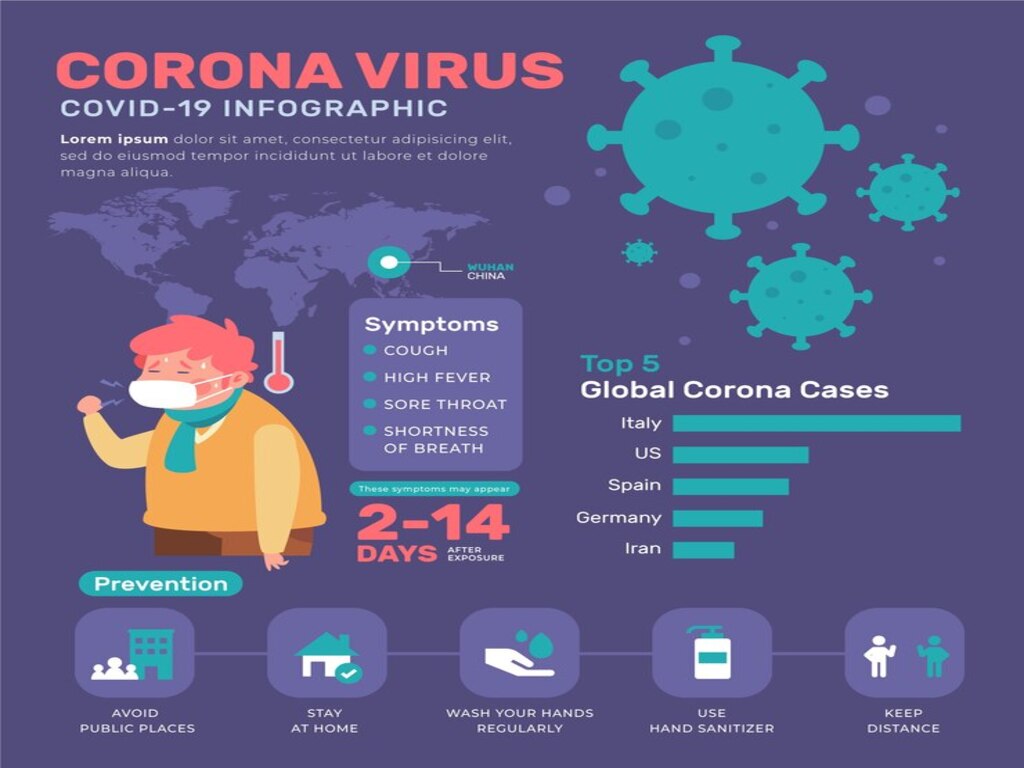 CORONA VIRUS
COVID-19 INFOGRAPHIC
Lorem ipsum dolor sit amet, consectetur adipisicing elit,
sed do eiusmod tempor incididunt ut labore et dolore
magna aliqua.
WUHAN
CHINA
Symptoms
COUGH
HIGH FEVER
SORE THROAT
SHORTNESS
OF BREATH
These symptoms may appear
2-14
DAYS
AFTER
EXPOSURE
Top 5
Global Corona Cases
Italy
US
Spain
Germany
Iran
Prevention
AVOID
PUBLIC PLACES
STAY
AT HOME
WASH YOUR HANDS
REGULARLY
USE
HAND SANITIZER
KEEP
DISTANCE